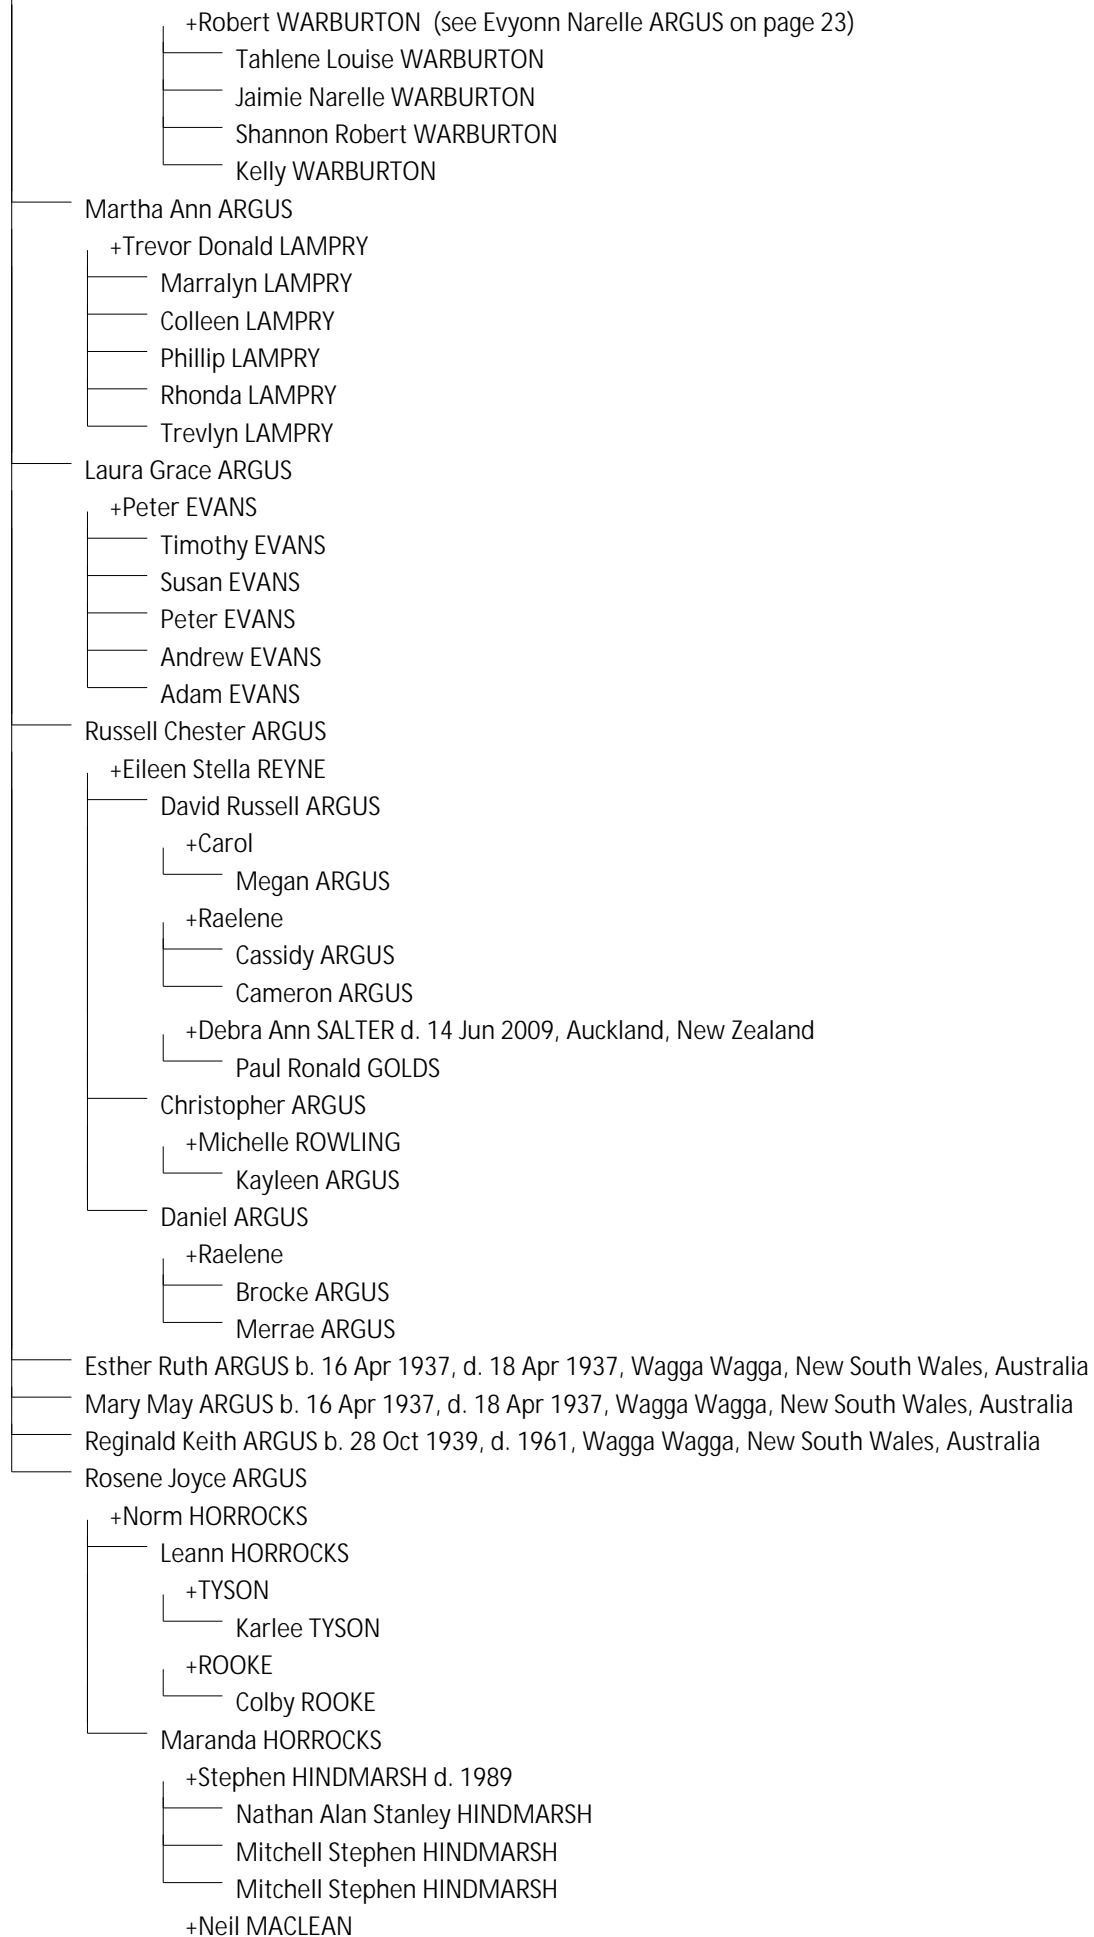 +Robert WARBURTON (see Evyonn Narelle ARGUS on page 23)
Tahlene Louise WARBURTON
Jaimie Narelle WARBURTON
Shannon Robert WARBURTON
Kelly WARBURTON
Martha Ann ARGUS
+Trevor Donald LAMPRY
Marralyn LAMPRY
Colleen LAMPRY
Phillip LAMPRY
Rhonda LAMPRY
Trevlyn LAMPRY
Laura Grace ARGUS
+Peter EVANS
Timothy EVANS
Susan EVANS
Peter EVANS
Andrew EVANS
Adam EVANS
Russell Chester ARGUS
+Eileen Stella REYNE
David Russell ARGUS
+Carol
Megan ARGUS
+Raelene
Cassidy ARGUS
Cameron ARGUS
+Debra Ann SALTER d. 14 Jun 2009, Auckland, New Zealand
Paul Ronald GOLDS
Christopher ARGUS
+Michelle ROWLING
Kayleen ARGUS
Daniel ARGUS
+Raelene
Brocke ARGUS
Merrae ARGUS
Esther Ruth ARGUS b. 16 Apr 1937, d. 18 Apr 1937, Wagga Wagga, New South Wales, Australia
Mary May ARGUS b. 16 Apr 1937, d. 18 Apr 1937, Wagga Wagga, New South Wales, Australia
Reginald Keith ARGUS b. 28 Oct 1939, d. 1961, Wagga Wagga, New South Wales, Australia
Rosene Joyce ARGUS
+Norm HORROCKS
Leann HORROCKS
+TYSON
Karlee TYSON
+ROOKE
Colby ROOKE
Maranda HORROCKS
+Stephen HINDMARSH d. 1989
Nathan Alan Stanley HINDMARSH
Mitchell Stephen HINDMARSH
Mitchell Stephen HINDMARSH
+Neil MACLEAN